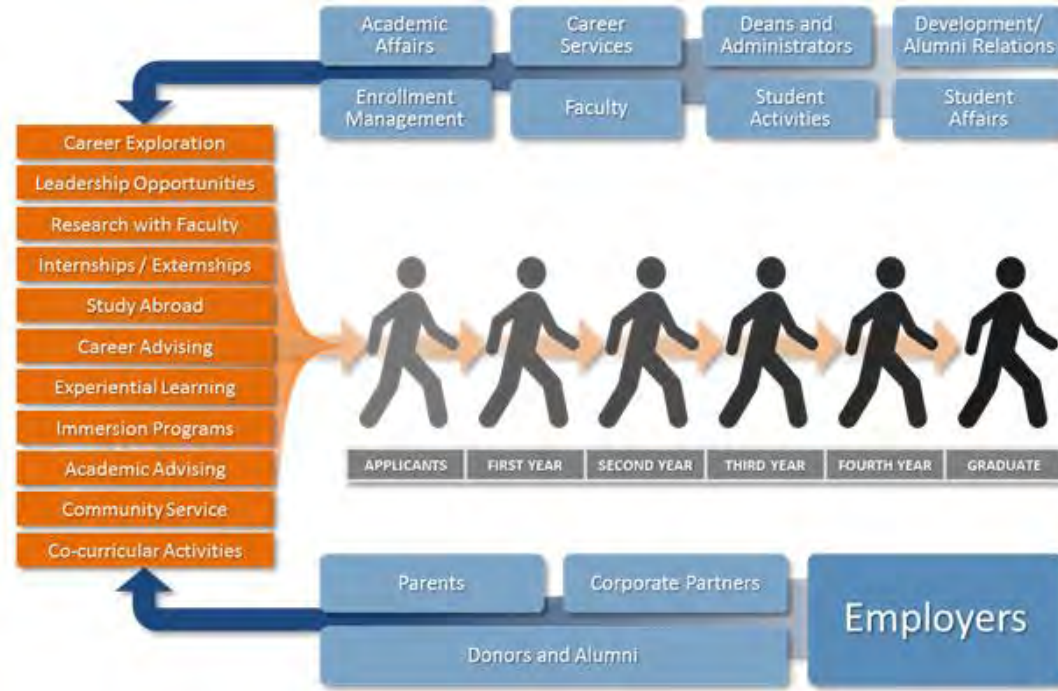 Academic
Affairs
Career
Services
Deans and
Administrators
Development/
Alumni Relations
Enrollment
Management
Faculty
Student
Activities
Student
Affairs
Career Exploration
Leadership Opportunities
Research with Faculty
Internships / Externships
Study Abroad
Career Advising
Experiential Learning
Immersion Programs
Academic Advising
Community Service
Co-curricular Activities
APPLICANTS
FIRST YEAR
SECOND YEAR
THIRD YEAR
FOURTH YEAR
GRADUATE
Parents
Corporate Partners
Employers
Donors and Alumni